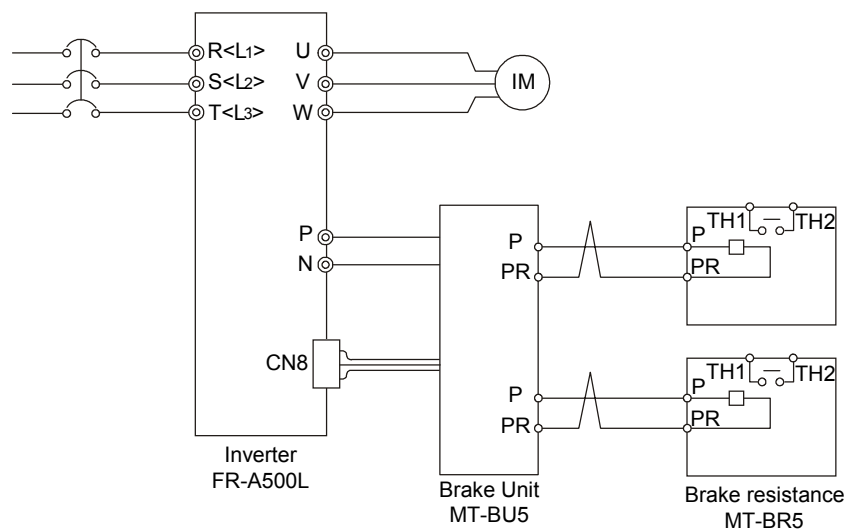 R<L1> U
S<L2> V IM
T<L3> W
P
N
CN8
Inverter
FR-A500L
P
PR
P
PR
Brake Unit
MT-BU5
TH1 TH2
P
PR
TH1 TH2
P
PR
Brake resistance
MT-BR5